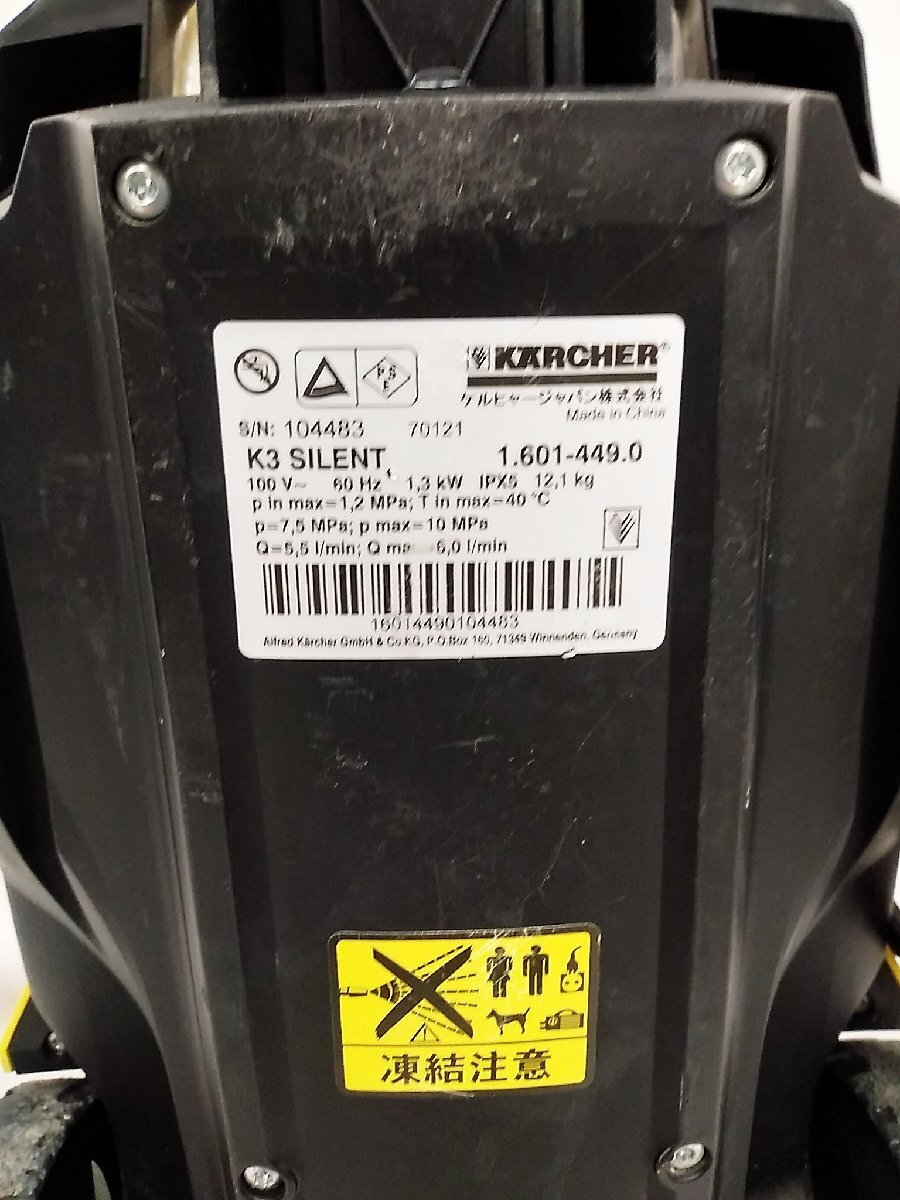 KÄRCHER
ケルヒャージャパン株式会社
Made in China
S/N: 104483 70121
K3 SILENT 1.601-449.0
100 V~ 60 Hz 1,3 kW IPX5 12,1 kg
p in max=1,2 MPa; T in max=40 °C
p=7,5 MPa; p max=10 MPa
Q=5,5 l/min; Q max=6,0 l/min
16014490104483
Alfred Kärcher GmbH & Co.KG, P.O.Box 160, 71349 Winnenden, Germany
凍結注意